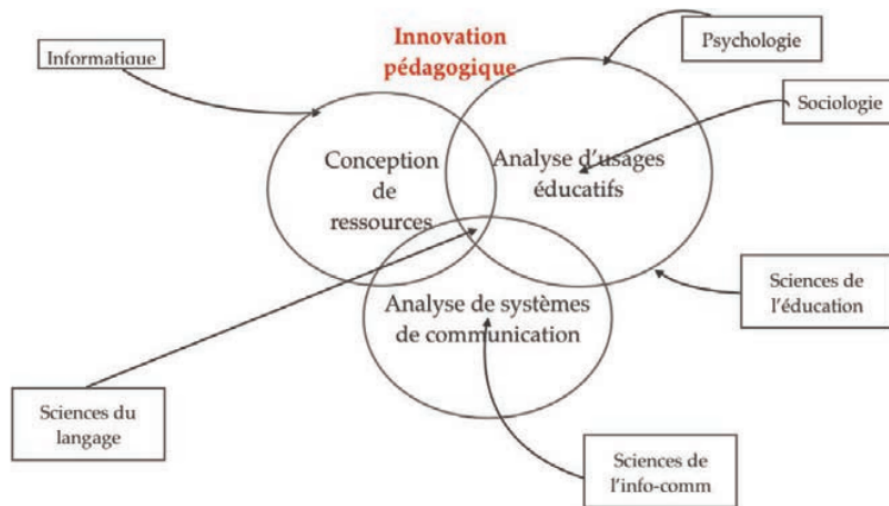 Innovation
pédagogique
Informatique
Psychologie
Sociologie
Conception
de
ressources
Analyse d'usages
éducatifs
Analyse de systèmes
de communication
Sciences de
l'éducation
Sciences du
langage
Sciences de
l'info-comm